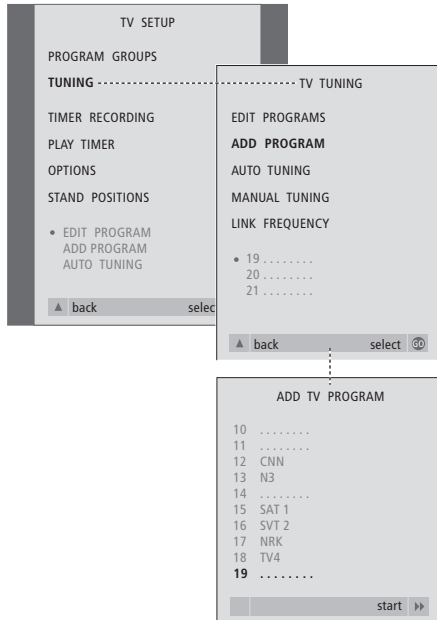 TV SETUP
PROGRAM GROUPS
TUNING
TIMER RECORDING
PLAY TIMER
OPTIONS
STAND POSITIONS
• EDIT PROGRAM
ADD PROGRAM
AUTO TUNING
▲ back selec
TV TUNING
EDIT PROGRAMS
ADD PROGRAM
AUTO TUNING
MANUAL TUNING
LINK FREQUENCY
• 19 . . . . . . . .
20 . . . . . . . .
21 . . . . . . . .
▲ back select GO
ADD TV PROGRAM
10 . . . . . . . .
11 . . . . . . . .
12 CNN
13 N3
14 . . . . . . . .
15 SAT 1
16 SVT 2
17 NRK
18 TV4
19 . . . . . . . .
start ▶▶